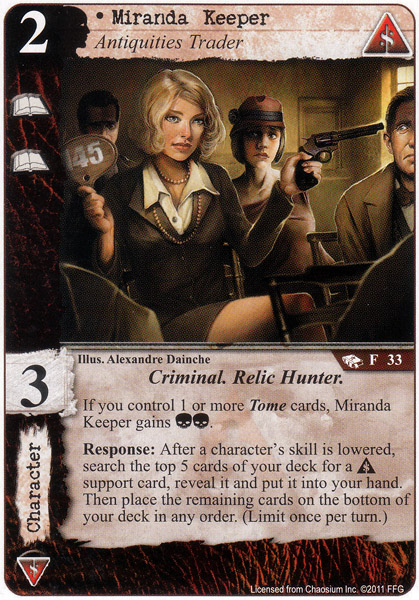 2
• Miranda Keeper
Antiquities Trader
145
Illus. Alexandre Dainche
F 33
3
Criminal. Relic Hunter.
If you control 1 or more Tome cards, Miranda
Keeper gains
Response: After a character's skill is lowered,
search the top 5 cards of your deck for a
support card, reveal it and put it into your hand.
Then place the remaining cards on the bottom of
your deck in any order. (Limit once per turn.)
Character
Licensed from Chaosium Inc. ©2011 FFG